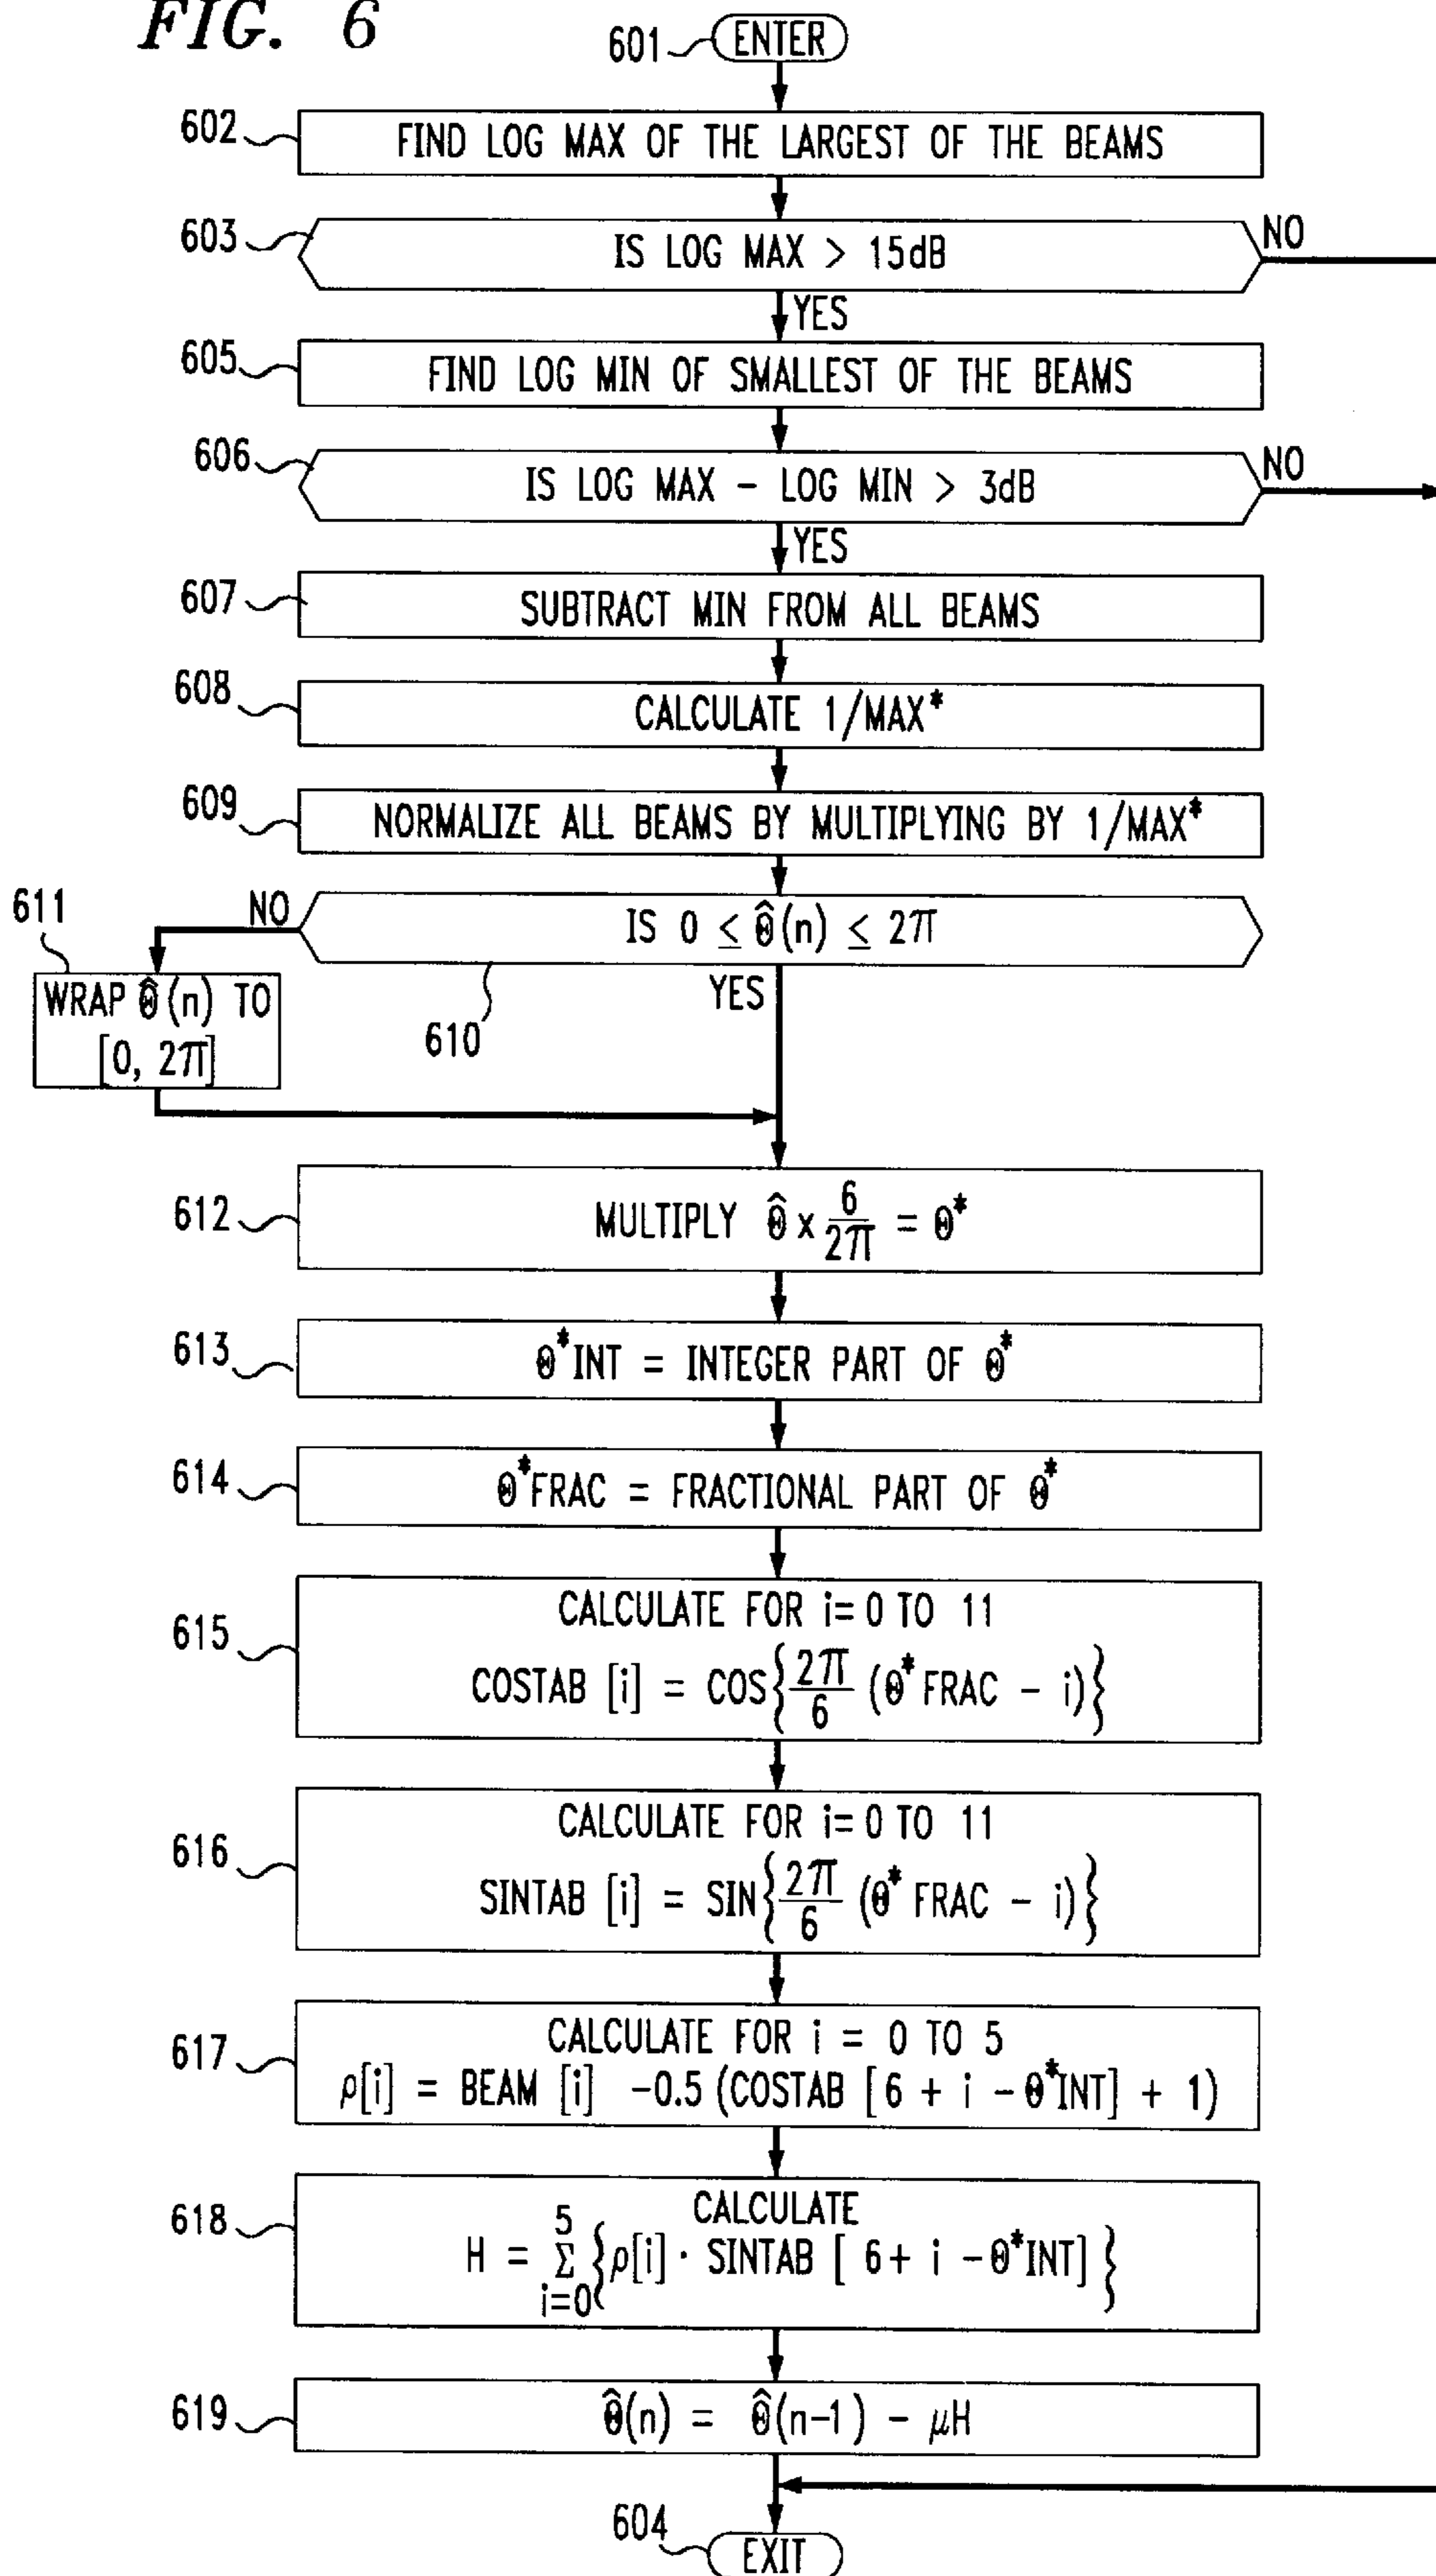 FIG. 6
601 ENTER
602 FIND LOG MAX OF THE LARGEST OF THE BEAMS
603 IS LOG MAX > 15dB NO
YES
605 FIND LOG MIN OF SMALLEST OF THE BEAMS
606 IS LOG MAX - LOG MIN > 3dB NO
YES
607 SUBTRACT MIN FROM ALL BEAMS
608 CALCULATE 1/MAX*
609 NORMALIZE ALL BEAMS BY MULTIPLYING BY 1/MAX*
611 NO IS 0 ≤ Θ̂(n) ≤ 2π
WRAP Θ̂(n) TO
[0, 2π]
610
YES
612 MULTIPLY Θ̂ x 6/2π = Θ*
613 Θ*INT = INTEGER PART OF Θ*
614 Θ*FRAC = FRACTIONAL PART OF Θ*
615 CALCULATE FOR i= 0 TO 11
COSTAB [i] = COS{2π/6 (Θ*FRAC - i)}
616 CALCULATE FOR i= 0 TO 11
SINTAB [i] = SIN{2π/6 (Θ*FRAC - i)}
617 CALCULATE FOR i = 0 TO 5
ρ[i] = BEAM [i] -0.5 (COSTAB [6 + i - Θ*INT] + 1)
618 CALCULATE
H = 5 Σ i=0 {ρ[i]· SINTAB [ 6+ i -Θ*INT] }
619 Θ̂(n) = Θ̂(n-1) - μH
604 EXIT